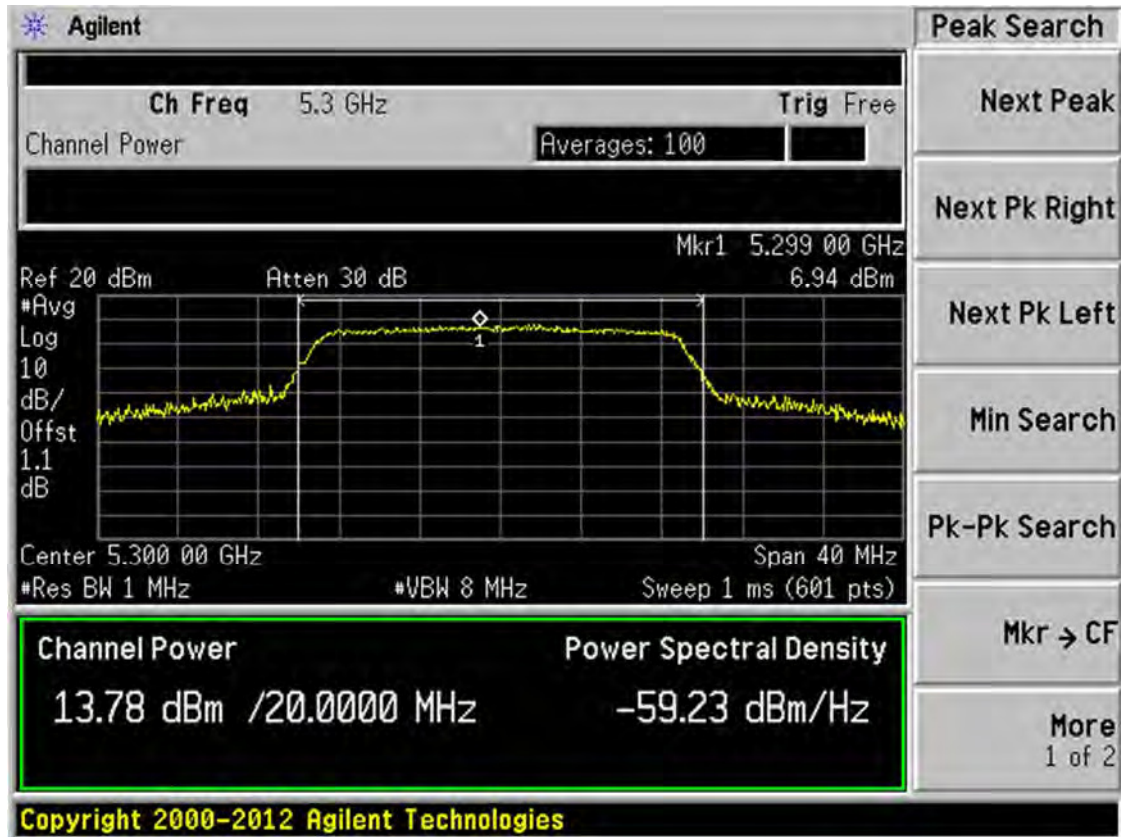 Agilent
Peak Search
Ch Freq 5.3 GHz Trig Free
Channel Power Averages: 100
Mkr1 5.299 00 GHz
Ref 20 dBm Atten 30 dB 6.94 dBm
#Avg
Log
10
dB/
Offst
1.1
dB
1
Center 5.300 00 GHz Span 40 MHz
#Res BW 1 MHz #VBW 8 MHz Sweep 1 ms (601 pts)
Channel Power Power Spectral Density
13.78 dBm /20.0000 MHz -59.23 dBm/Hz
Copyright 2000-2012 Agilent Technologies
Next Peak
Next Pk Right
Next Pk Left
Min Search
Pk-Pk Search
Mkr → CF
More
1 of 2